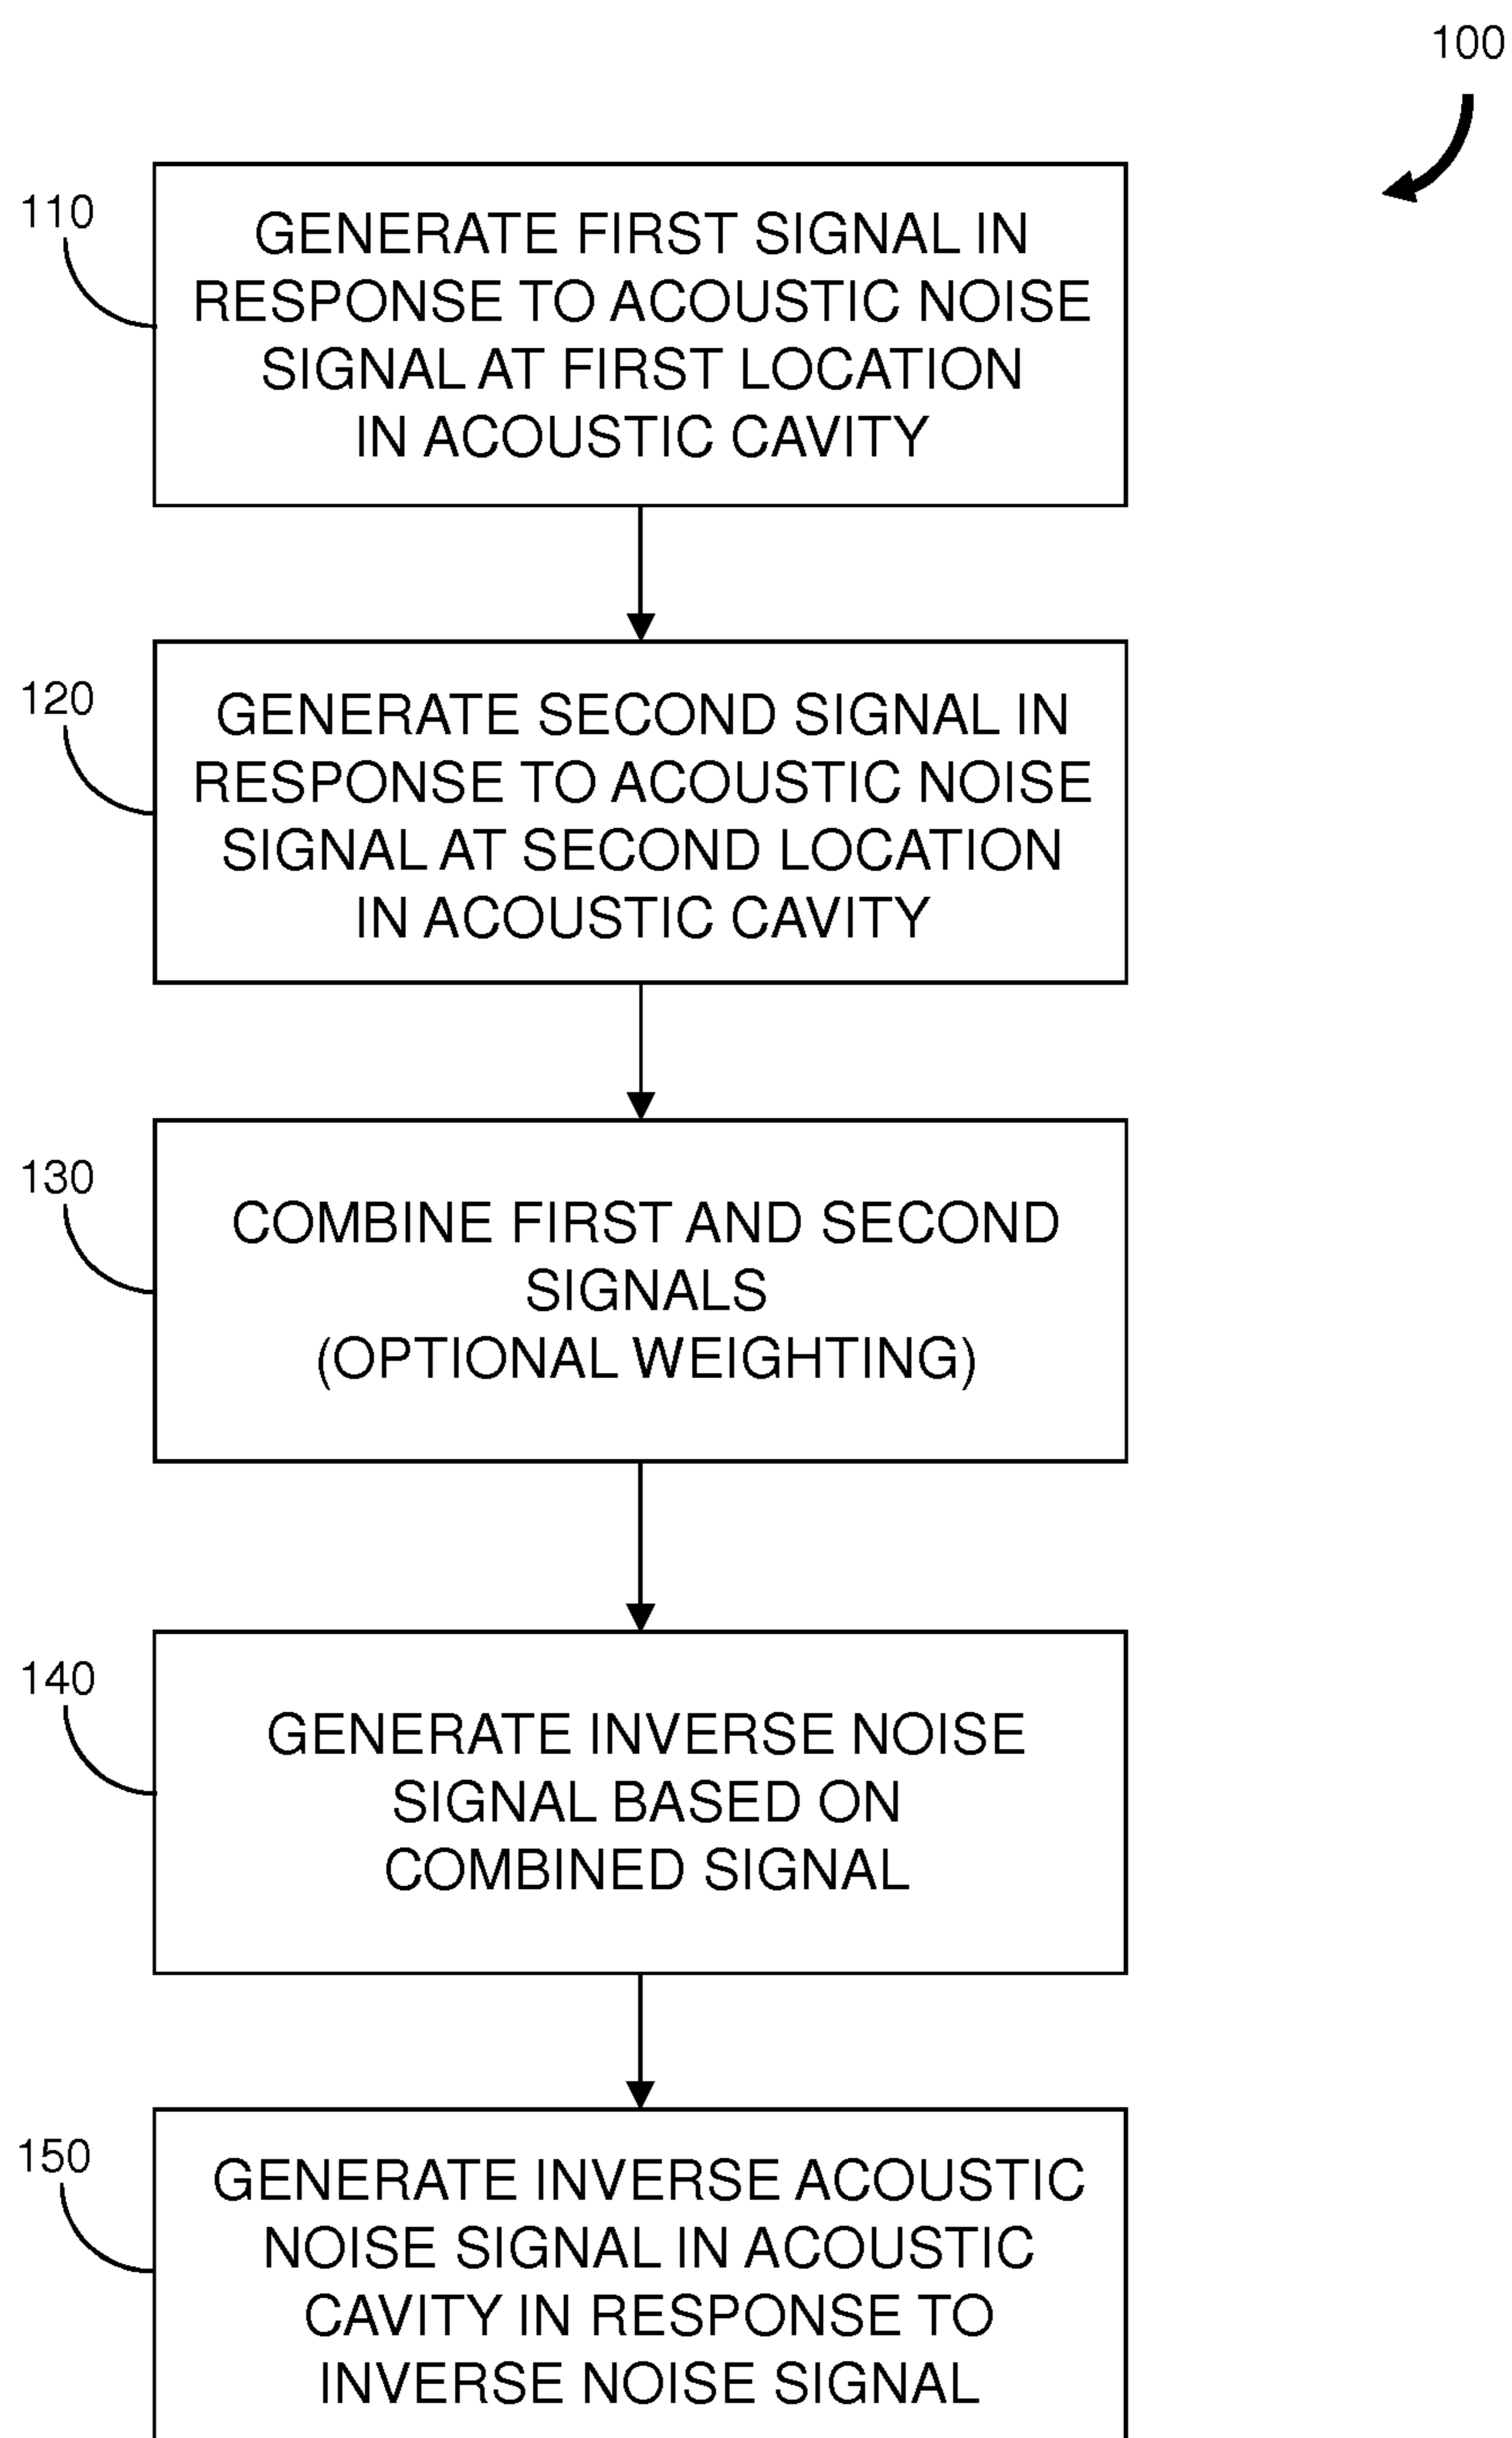 100
110
GENERATE FIRST SIGNAL IN
RESPONSE TO ACOUSTIC NOISE
SIGNAL AT FIRST LOCATION
IN ACOUSTIC CAVITY
120
GENERATE SECOND SIGNAL IN
RESPONSE TO ACOUSTIC NOISE
SIGNAL AT SECOND LOCATION
IN ACOUSTIC CAVITY
130
COMBINE FIRST AND SECOND
SIGNALS
(OPTIONAL WEIGHTING)
140
GENERATE INVERSE NOISE
SIGNAL BASED ON
COMBINED SIGNAL
150
GENERATE INVERSE ACOUSTIC
NOISE SIGNAL IN ACOUSTIC
CAVITY IN RESPONSE TO
INVERSE NOISE SIGNAL